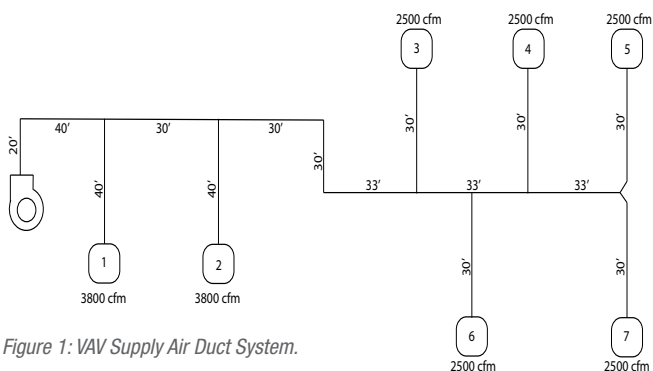 2500 cfm 2500 cfm 2500 cfm
3 4 5
40' 30' 30'
20'
30' 30' 30'
30'
40' 40'
33' 33' 33'
1 2
3800 cfm 3800 cfm
30' 30'
6 7
Figure 1: VAV Supply Air Duct System.
2500 cfm 2500 cfm